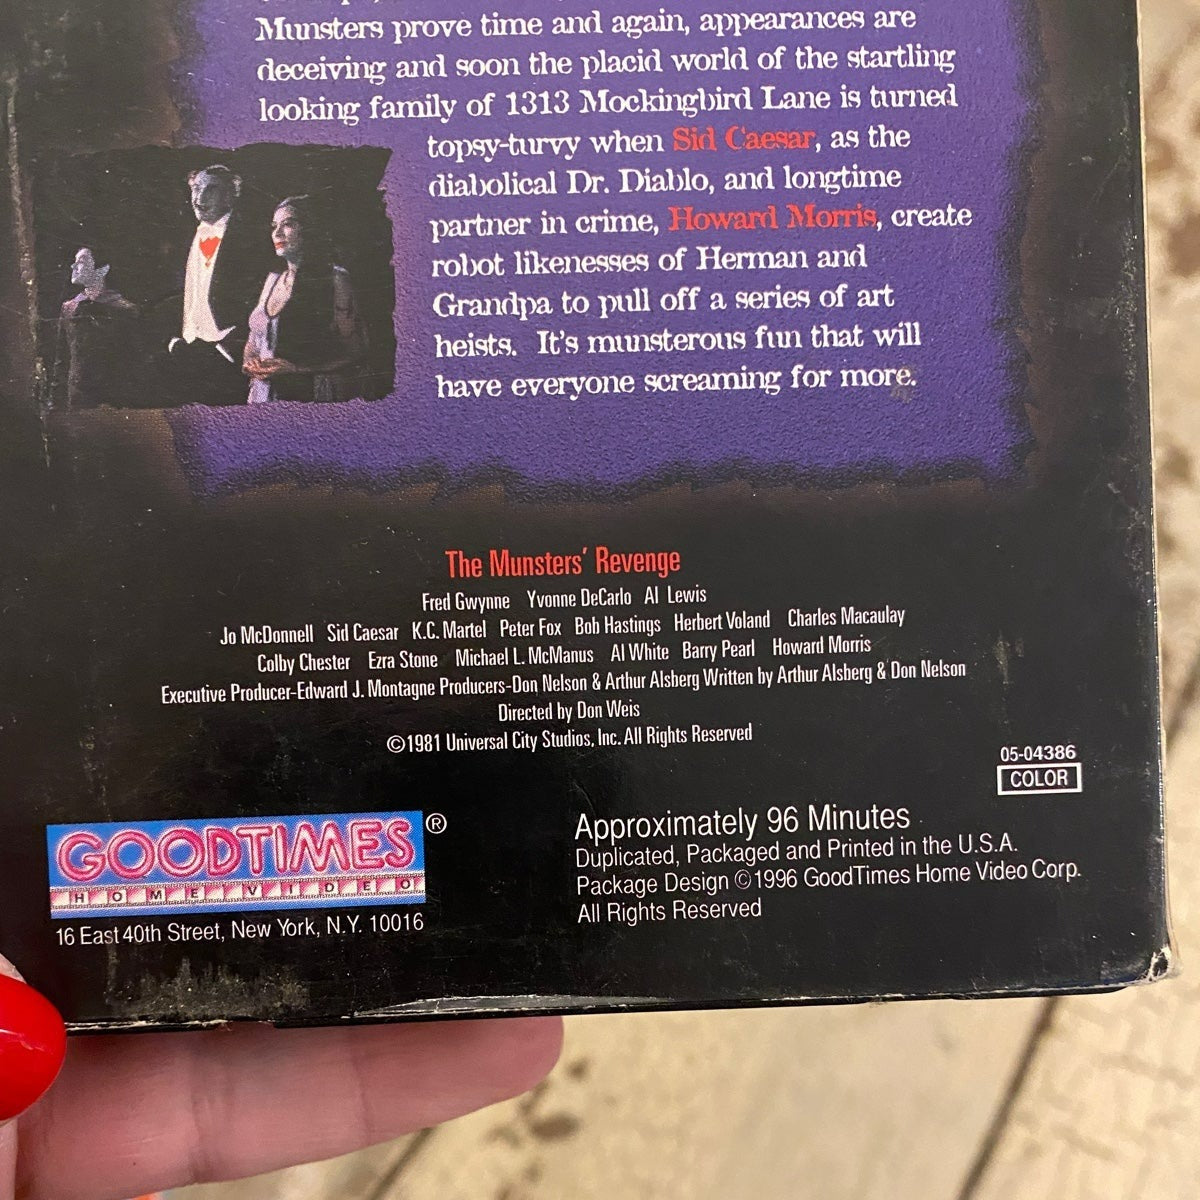 Munsters prove time and again, appearances are
deceiving and soon the placid world of the startling
looking family of 1313 Mockingbird Lane is turned
topsy-turvy when Sid Caesar, as the
diabolical Dr. Diablo, and longtime
partner in crime, Howard Morris, create
robot likenesses of Herman and
Grandpa to pull off a series of art
heists. It's munsterous fun that will
have everyone screaming for more.
The Munsters' Revenge
Fred Gwynne Yvonne DeCarlo Al Lewis
Jo McDonnell Sid Caesar K.C. Martel Peter Fox Bob Hastings Herbert Voland Charles Macaulay
Colby Chester Ezra Stone Michael L. McManus Al White Barry Pearl Howard Morris
Executive Producer-Edward J. Montagne Producers-Don Nelson & Arthur Alsberg Written by Arthur Alsberg & Don Nelson
Directed by Don Weis
©1981 Universal City Studios, Inc. All Rights Reserved
05-04386
COLOR
GOODTIMES ®
HOME VIDEO
16 East 40th Street, New York, N.Y. 10016
Approximately 96 Minutes
Duplicated, Packaged and Printed in the U.S.A.
Package Design ©1996 GoodTimes Home Video Corp.
All Rights Reserved